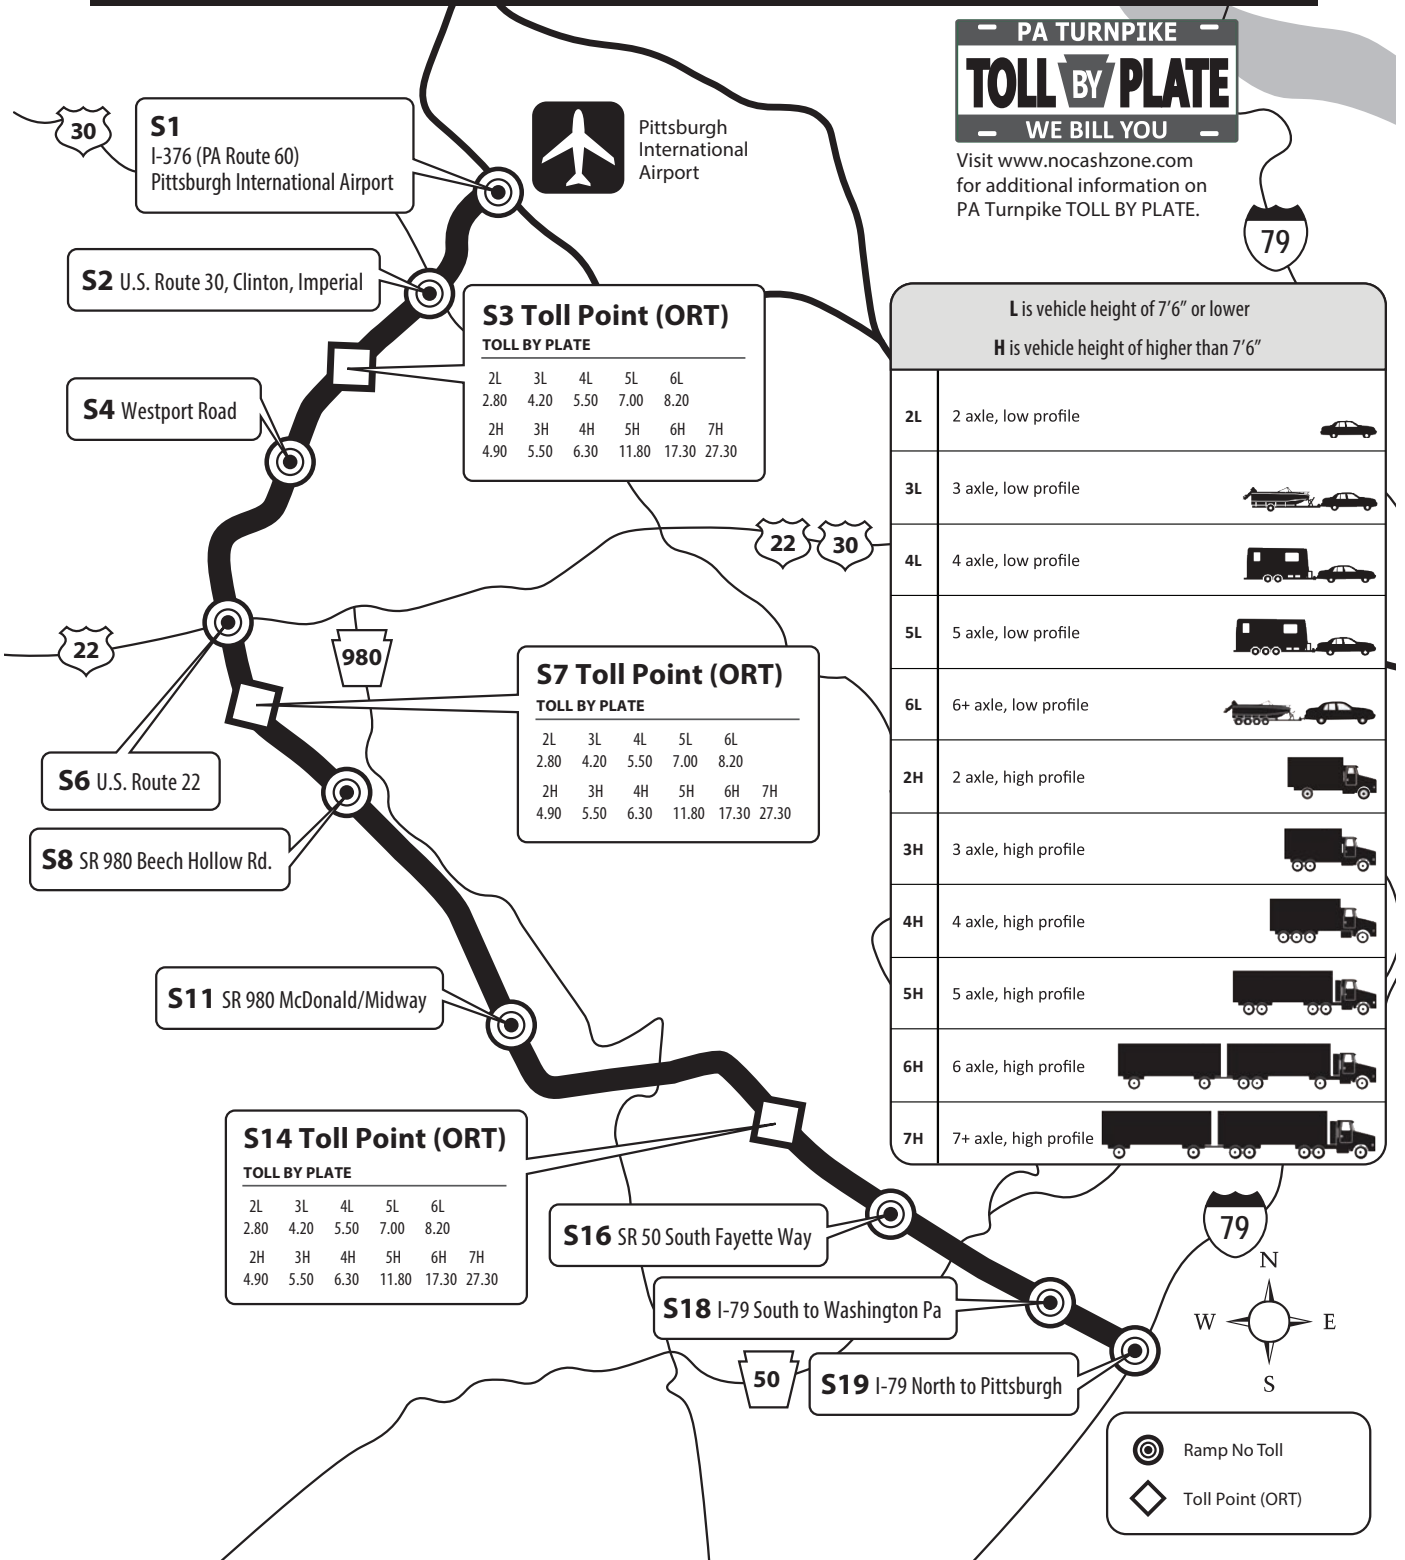 PA TURNPIKE
TOLL BY PLATE
WE BILL YOU
Visit www.nocashzone.com
for additional information on
PA Turnpike TOLL BY PLATE.
30
S1
I-376 (PA Route 60)
Pittsburgh International Airport
Pittsburgh
International
Airport
79
S2 U.S. Route 30, Clinton, Imperial
S3 Toll Point (ORT)
TOLL BY PLATE
2L 3L 4L 5L 6L
2.80 4.20 5.50 7.00 8.20
2H 3H 4H 5H 6H 7H
4.90 5.50 6.30 11.80 17.30 27.30
S4 Westport Road
22 30
22
980
S7 Toll Point (ORT)
TOLL BY PLATE
2L 3L 4L 5L 6L
2.80 4.20 5.50 7.00 8.20
2H 3H 4H 5H 6H 7H
4.90 5.50 6.30 11.80 17.30 27.30
S6 U.S. Route 22
S8 SR 980 Beech Hollow Rd.
S11 SR 980 McDonald/Midway
S14 Toll Point (ORT)
TOLL BY PLATE
2L 3L 4L 5L 6L
2.80 4.20 5.50 7.00 8.20
2H 3H 4H 5H 6H 7H
4.90 5.50 6.30 11.80 17.30 27.30
S16 SR 50 South Fayette Way
S18 I-79 South to Washington Pa
50
S19 I-79 North to Pittsburgh
L is vehicle height of 7’6” or lower
H is vehicle height of higher than 7’6”
2L 2 axle, low profile
3L 3 axle, low profile
4L 4 axle, low profile
5L 5 axle, low profile
6L 6+ axle, low profile
2H 2 axle, high profile
3H 3 axle, high profile
4H 4 axle, high profile
5H 5 axle, high profile
6H 6 axle, high profile
7H 7+ axle, high profile
79
N
W E
S
Ramp No Toll
Toll Point (ORT)